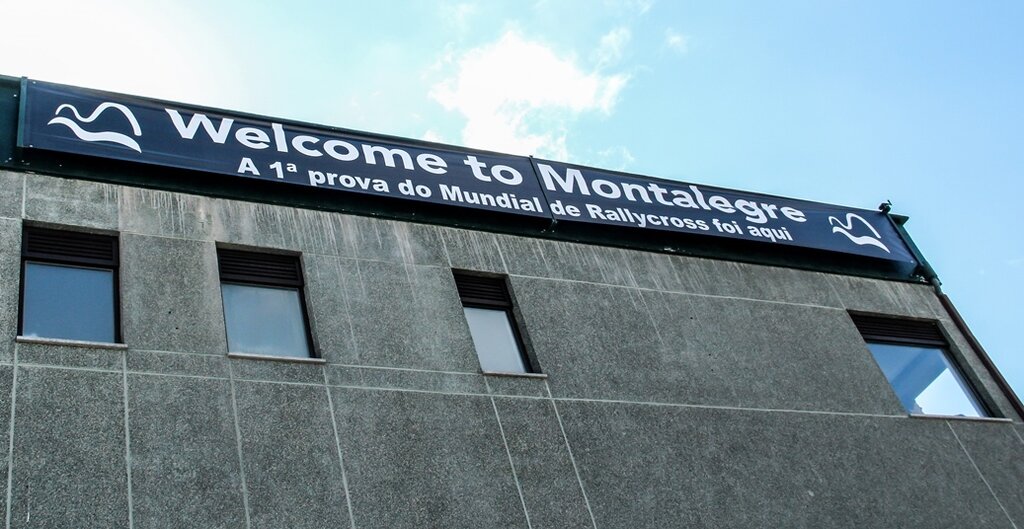 Welcome to Montalegre
A 1ª prova do Mundial de Rallycross foi aqui